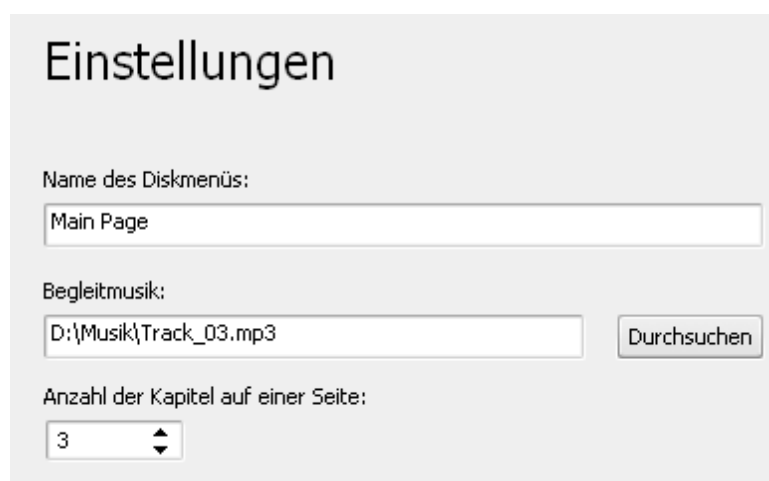 Einstellungen
Name des Diskmenüs:
Main Page
Begleitmusik:
D:\Musik\Track_03.mp3
Durchsuchen
Anzahl der Kapitel auf einer Seite:
3